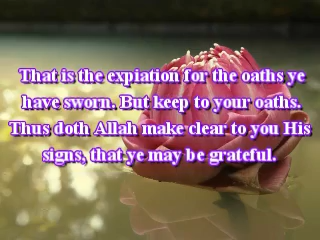 That is the expiation for the oaths ye
have sworn. But keep to your oaths.
Thus doth Allah make clear to you His
signs, that ye may be grateful.